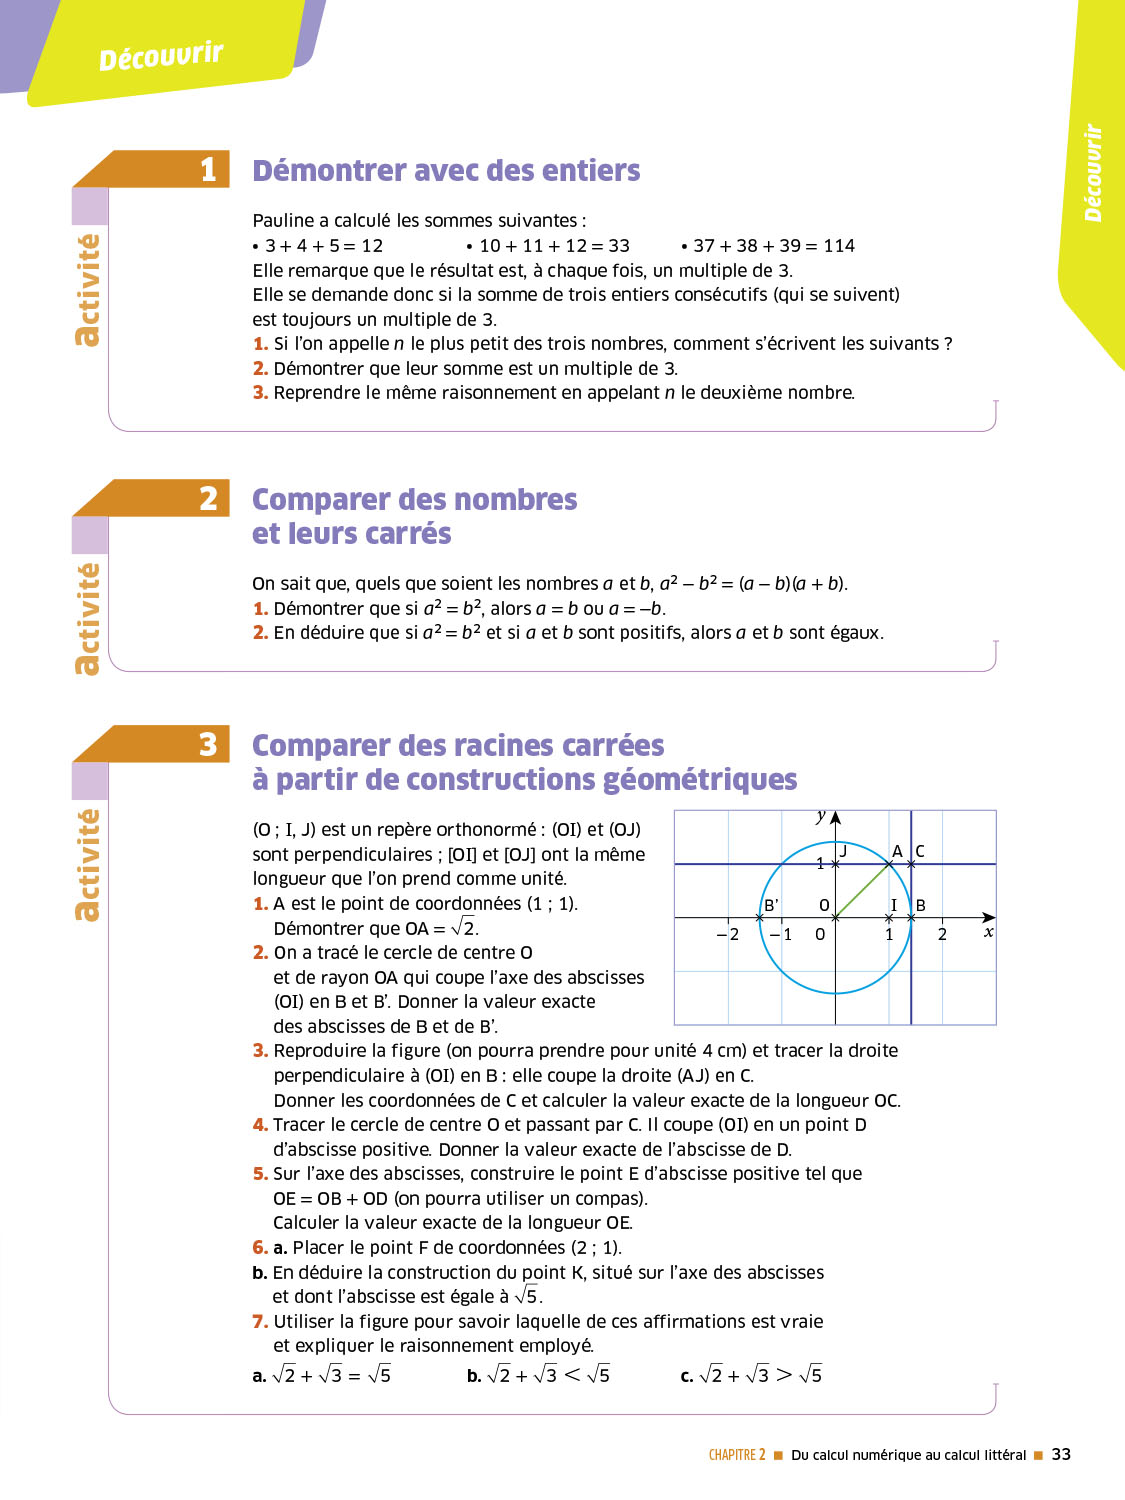 Découvrir
Découvrir
activité
1
Démontrer avec des entiers
Pauline a calculé les sommes suivantes :
• 3 + 4 + 5 = 12 • 10 + 11 + 12 = 33 • 37 + 38 + 39 = 114
Elle remarque que le résultat est, à chaque fois, un multiple de 3.
Elle se demande donc si la somme de trois entiers consécutifs (qui se suivent)
est toujours un multiple de 3.
1. Si l’on appelle n le plus petit des trois nombres, comment s’écrivent les suivants ?
2. Démontrer que leur somme est un multiple de 3.
3. Reprendre le même raisonnement en appelant n le deuxième nombre.
activité
2
Comparer des nombres
et leurs carrés
On sait que, quels que soient les nombres a et b, a² − b² = (a − b)(a + b).
1. Démontrer que si a² = b², alors a = b ou a = −b.
2. En déduire que si a² = b² et si a et b sont positifs, alors a et b sont égaux.
activité
3
Comparer des racines carrées
à partir de constructions géométriques
(O ; I, J) est un repère orthonormé : (OI) et (OJ)
sont perpendiculaires ; [OI] et [OJ] ont la même
longueur que l’on prend comme unité.
1. A est le point de coordonnées (1 ; 1).
Démontrer que OA = √2.
2. On a tracé le cercle de centre O
et de rayon OA qui coupe l’axe des abscisses
(OI) en B et B’. Donner la valeur exacte
des abscisses de B et de B’.
y
J A C
1
B’ O I B
−2 −1 0 1 2 x
3. Reproduire la figure (on pourra prendre pour unité 4 cm) et tracer la droite
perpendiculaire à (OI) en B : elle coupe la droite (AJ) en C.
Donner les coordonnées de C et calculer la valeur exacte de la longueur OC.
4. Tracer le cercle de centre O et passant par C. Il coupe (OI) en un point D
d’abscisse positive. Donner la valeur exacte de l’abscisse de D.
5. Sur l’axe des abscisses, construire le point E d’abscisse positive tel que
OE = OB + OD (on pourra utiliser un compas).
Calculer la valeur exacte de la longueur OE.
6. a. Placer le point F de coordonnées (2 ; 1).
b. En déduire la construction du point K, situé sur l’axe des abscisses
et dont l’abscisse est égale à √5.
7. Utiliser la figure pour savoir laquelle de ces affirmations est vraie
et expliquer le raisonnement employé.
a. √2 + √3 = √5 b. √2 + √3 < √5 c. √2 + √3 > √5
CHAPITRE 2 ■ Du calcul numérique au calcul littéral ■ 33